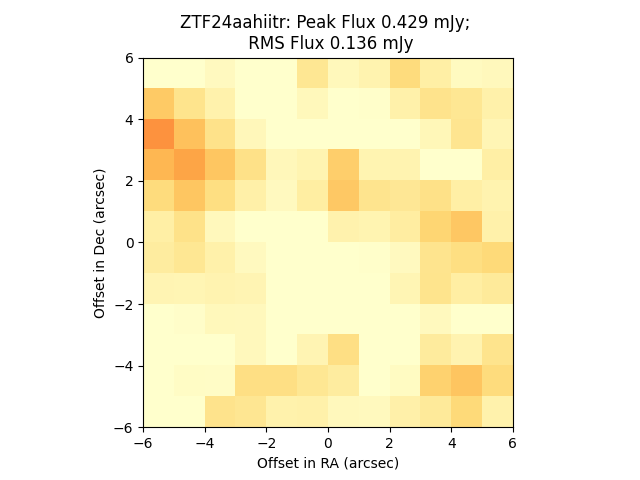 ZTF24aahiitr: Peak Flux 0.429 mJy;
RMS Flux 0.136 mJy
6
4
2
0
−2
−4
−6
Offset in Dec (arcsec)
−6 −4 −2 0 2 4 6
Offset in RA (arcsec)